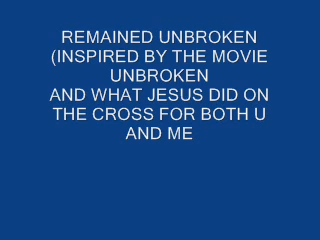 REMAINED UNBROKEN
(INSPIRED BY THE MOVIE
UNBROKEN
AND WHAT JESUS DID ON
THE CROSS FOR BOTH U
AND ME